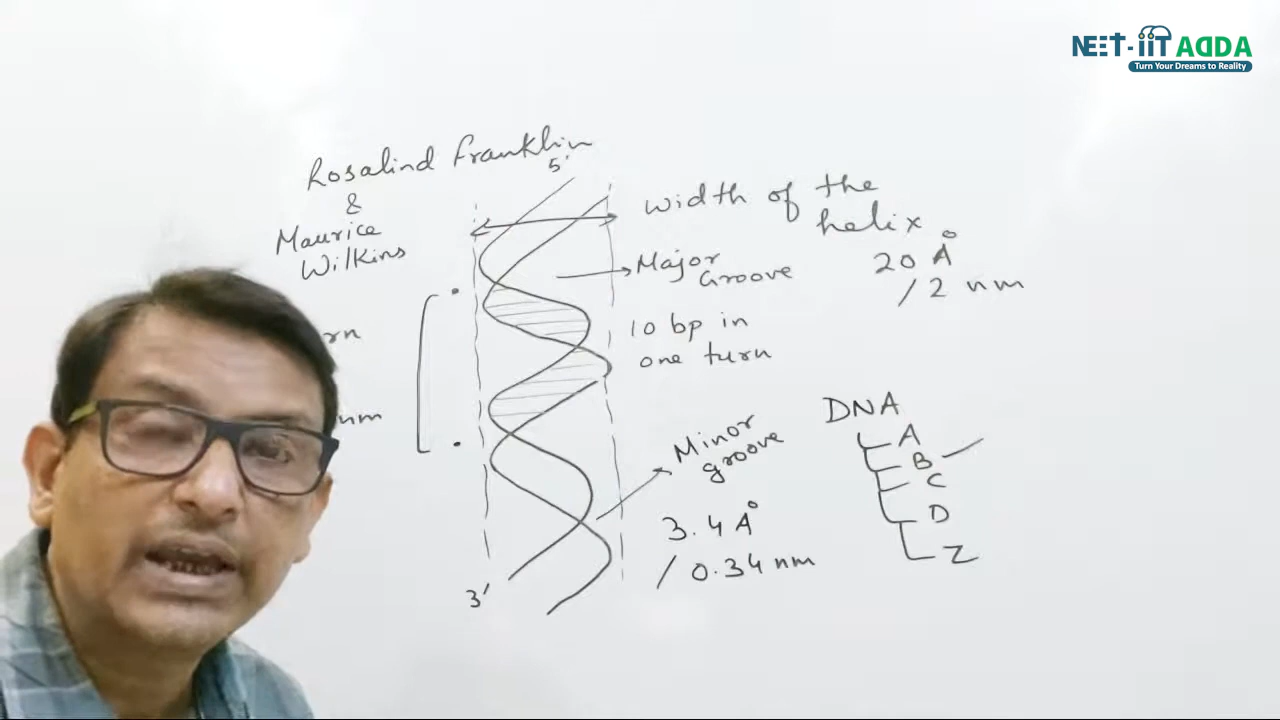 NEET-IIT ADDA
Turn Your Dreams to Reality
Rosalind Franklin
&
Maurice
Wilkins
5'
Width of the
helix
20 Å
/ 2 nm
Major
Groove
10 bp in
one turn
rn
nm
Minor
groove
3.4 Å
/ 0.34 nm
3'
DNA
A
B
C
D
Z